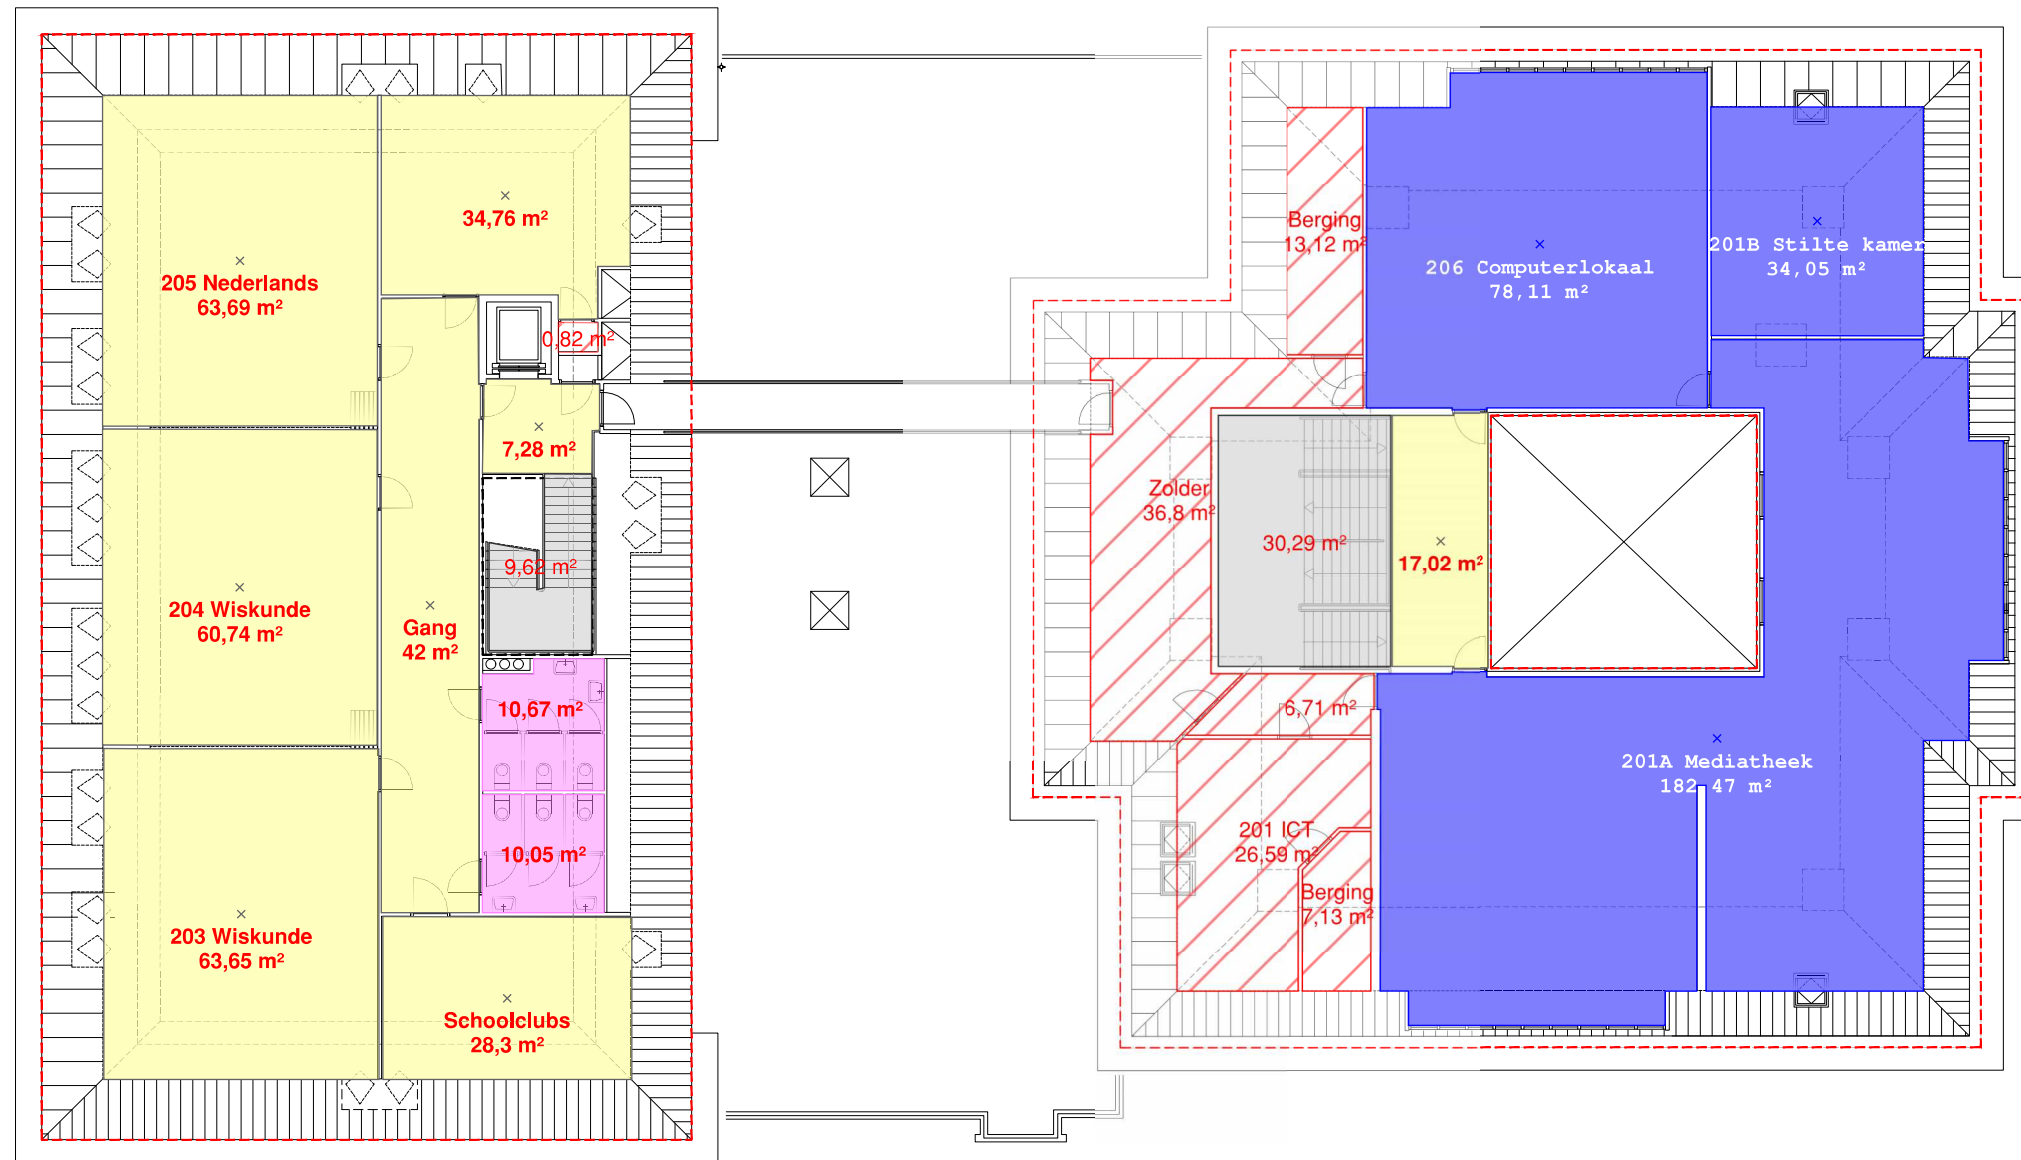 34,76 m²
205 Nederlands
63,69 m²
0,82 m²
7,28 m²
9,62 m²
204 Wiskunde
60,74 m²
Gang
42 m²
10,67 m²
10,05 m²
203 Wiskunde
63,65 m²
Schoolclubs
28,3 m²
Berging
13,12 m²
206 Computerlokaal
78,11 m²
201B Stilte kamer
34,05 m²
Zolder
36,8 m²
30,29 m²
17,02 m²
6,71 m²
201A Mediatheek
182,47 m²
201 ICT
26,59 m²
Berging
7,13 m²